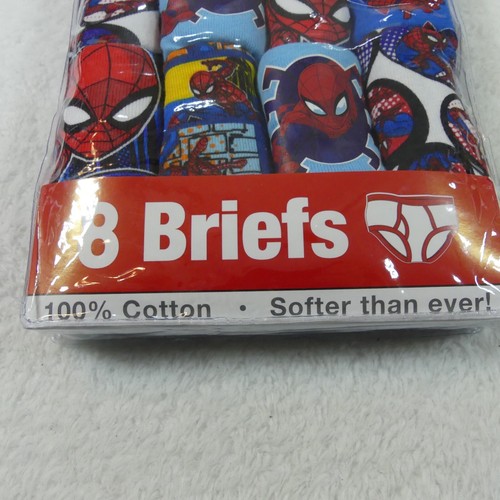 8 Briefs
100% Cotton • Softer than ever!